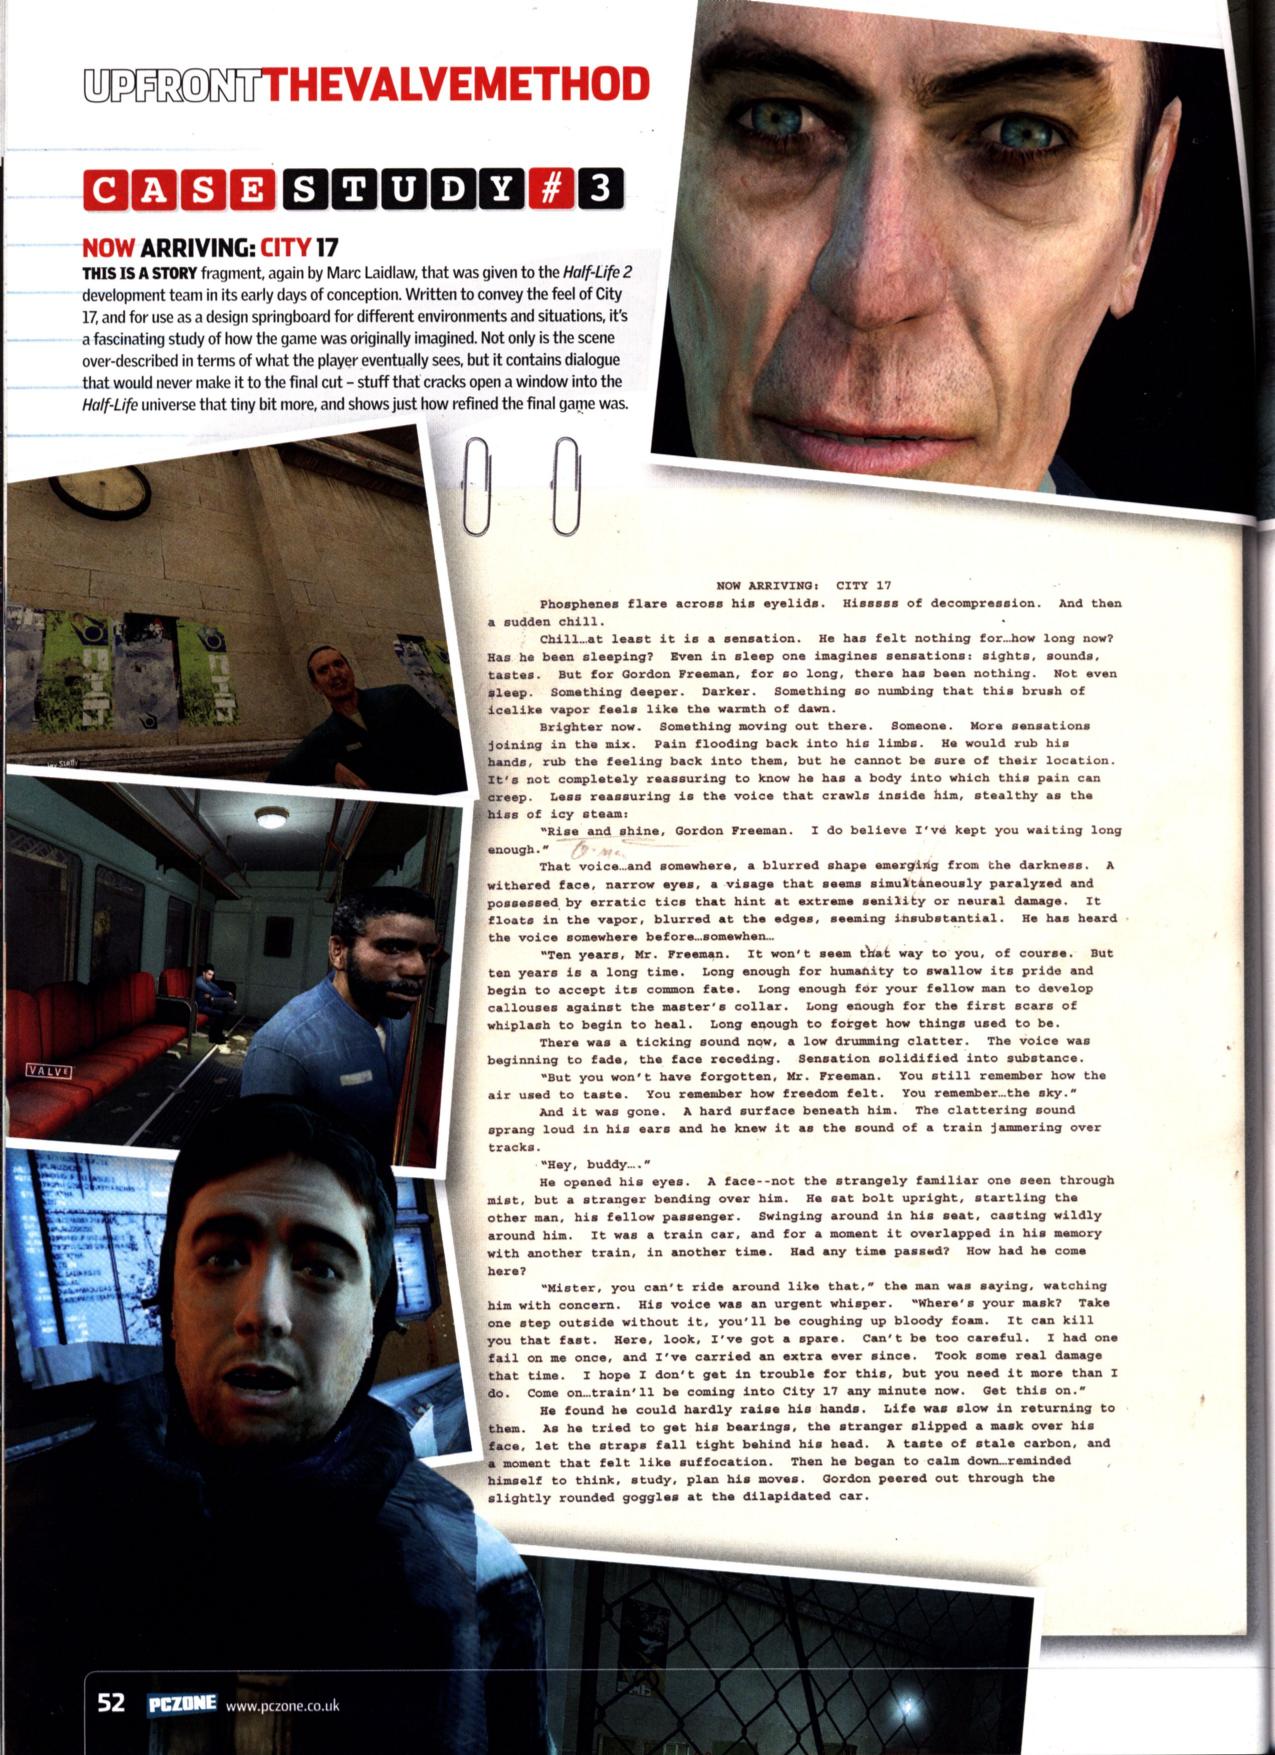 UPFRONTTHEVALVEMETHOD
CASESTUDY#3
NOW ARRIVING: CITY 17
THIS IS A STORY fragment, again by Marc Laidlaw, that was given to the Half-Life 2
development team in its early days of conception. Written to convey the feel of City
17, and for use as a design springboard for different environments and situations, it's
a fascinating study of how the game was originally imagined. Not only is the scene
over-described in terms of what the player eventually sees, but it contains dialogue
that would never make it to the final cut – stuff that cracks open a window into the
Half-Life universe that tiny bit more, and shows just how refined the final game was.
NOW ARRIVING: CITY 17
Phosphenes flare across his eyelids. Hisssss of decompression. And then
a sudden chill.
Chill…at least it is a sensation. He has felt nothing for…how long now?
Has he been sleeping? Even in sleep one imagines sensations: sights, sounds,
tastes. But for Gordon Freeman, for so long, there has been nothing. Not even
sleep. Something deeper. Darker. Something so numbing that this brush of
icelike vapor feels like the warmth of dawn.
Brighter now. Something moving out there. Someone. More sensations
joining in the mix. Pain flooding back into his limbs. He would rub his
hands, rub the feeling back into them, but he cannot be sure of their location.
It's not completely reassuring to know he has a body into which this pain can
creep. Less reassuring is the voice that crawls inside him, stealthy as the
hiss of icy steam:
"Rise and shine, Gordon Freeman. I do believe I've kept you waiting long
enough."
That voice…and somewhere, a blurred shape emerging from the darkness. A
withered face, narrow eyes, a visage that seems simultaneously paralyzed and
possessed by erratic tics that hint at extreme senility or neural damage. It
floats in the vapor, blurred at the edges, seeming insubstantial. He has heard
the voice somewhere before…somewhen…
"Ten years, Mr. Freeman. It won't seem that way to you, of course. But
ten years is a long time. Long enough for humanity to swallow its pride and
begin to accept its common fate. Long enough for your fellow man to develop
callouses against the master's collar. Long enough for the first scars of
whiplash to begin to heal. Long enough to forget how things used to be.
There was a ticking sound now, a low drumming clatter. The voice was
beginning to fade, the face receding. Sensation solidified into substance.
"But you won't have forgotten, Mr. Freeman. You still remember how the
air used to taste. You remember how freedom felt. You remember…the sky."
And it was gone. A hard surface beneath him. The clattering sound
sprang loud in his ears and he knew it as the sound of a train jammering over
tracks.
"Hey, buddy…."
He opened his eyes. A face--not the strangely familiar one seen through
mist, but a stranger bending over him. He sat bolt upright, startling the
other man, his fellow passenger. Swinging around in his seat, casting wildly
around him. It was a train car, and for a moment it overlapped in his memory
with another train, in another time. Had any time passed? How had he come
here?
"Mister, you can't ride around like that," the man was saying, watching
him with concern. His voice was an urgent whisper. "Where's your mask? Take
one step outside without it, you'll be coughing up bloody foam. It can kill
you that fast. Here, look, I've got a spare. Can't be too careful. I had one
fail on me once, and I've carried an extra ever since. Took some real damage
that time. I hope I don't get in trouble for this, but you need it more than I
do. Come on…train'll be coming into City 17 any minute now. Get this on."
He found he could hardly raise his hands. Life was slow in returning to
them. As he tried to get his bearings, the stranger slipped a mask over his
face, let the straps fall tight behind his head. A taste of stale carbon, and
a moment that felt like suffocation. Then he began to calm down…reminded
himself to think, study, plan his moves. Gordon peered out through the
slightly rounded goggles at the dilapidated car.
VALVE
52 PCZONE www.pczone.co.uk